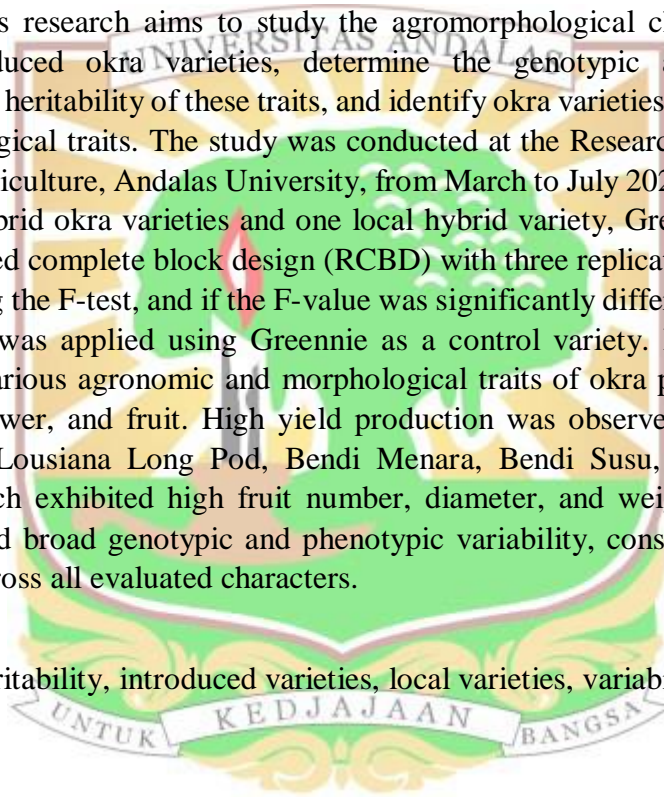 s research aims to study the agromorphological cl
UNIVERSITAS ANDALAS
duced okra varieties, determine the genotypic a
heritability of these traits, and identify okra varieties
gical traits. The study was conducted at the Research
iculture, Andalas University, from March to July 202
brid okra varieties and one local hybrid variety, Gre
ed complete block design (RCBD) with three replicat
g the F-test, and if the F-value was significantly differ
was applied using Greennie as a control variety.
arious agronomic and morphological traits of okra p
wer, and fruit. High yield production was observe
Lousiana Long Pod, Bendi Menara, Bendi Susu,
ch exhibited high fruit number, diameter, and wei
d broad genotypic and phenotypic variability, cons
ross all evaluated characters.
ritability, introduced varieties, local varieties, variab
UNTUK KEDJAJAAN BANGSA